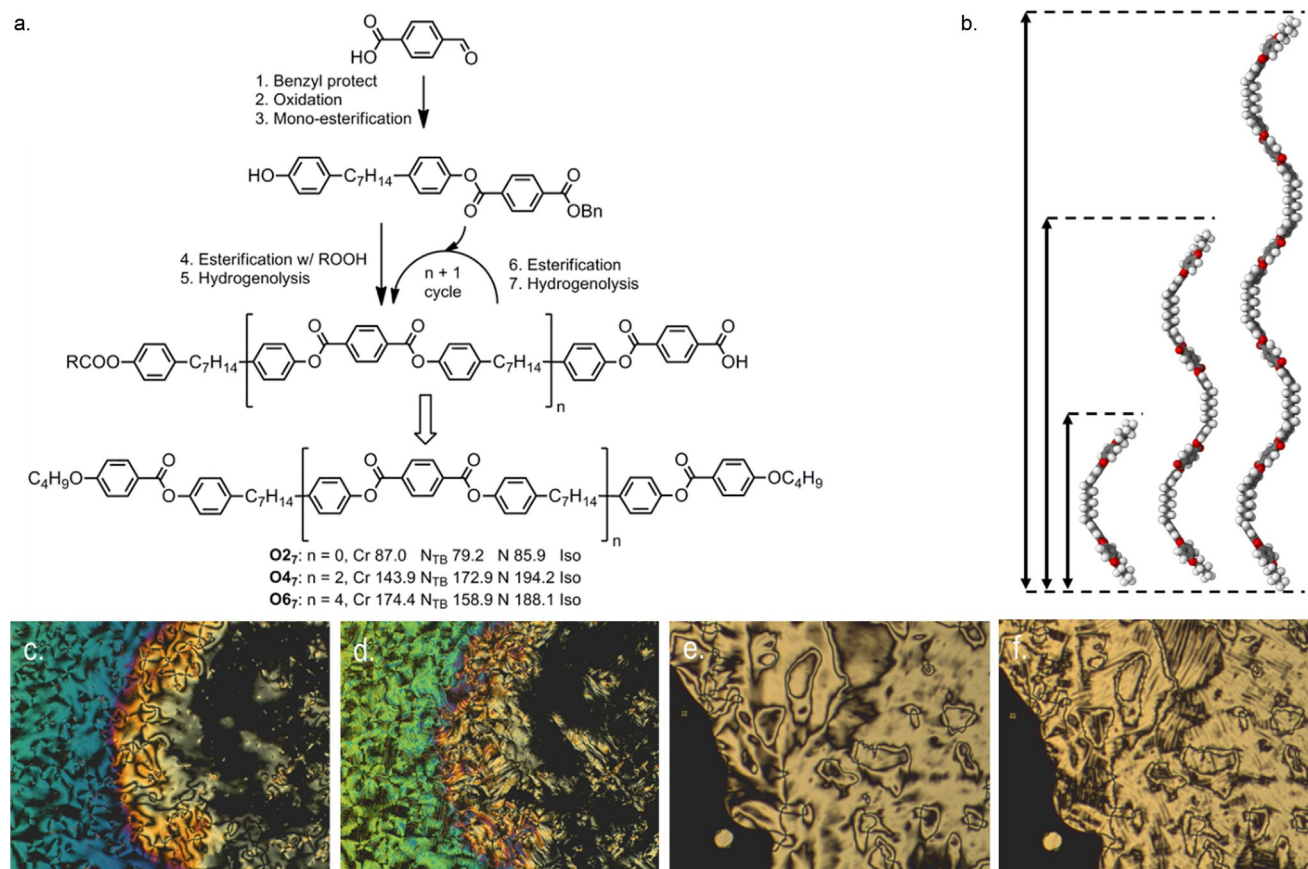 a.
b.
HO
O
O
1. Benzyl protect
2. Oxidation
3. Mono-esterification
HO
C7H14
O
O
O
OBn
4. Esterification w/ ROOH
5. Hydrogenolysis
n + 1
cycle
6. Esterification
7. Hydrogenolysis
RCOO
C7H14
O
O
O
O
C7H14
n
O
O
O
OH
C4H9O
O
O
C7H14
O
O
O
O
C7H14
n
O
O
OC4H9
O27: n = 0, Cr 87.0 NTB 79.2 N 85.9 Iso
O47: n = 2, Cr 143.9 NTB 172.9 N 194.2 Iso
O67: n = 4, Cr 174.4 NTB 158.9 N 188.1 Iso
c.
d.
e.
f.